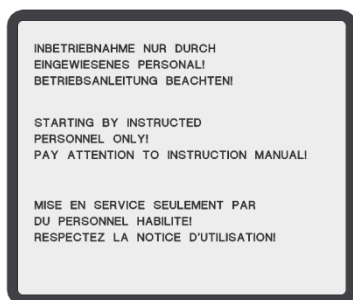 INBETRIEBNAHME NUR DURCH
EINGEWIESENES PERSONAL!
BETRIEBSANLEITUNG BEACHTEN!
STARTING BY INSTRUCTED
PERSONNEL ONLY!
PAY ATTENTION TO INSTRUCTION MANUAL!
MISE EN SERVICE SEULEMENT PAR
DU PERSONNEL HABILITE!
RESPECTEZ LA NOTICE D'UTILISATION!